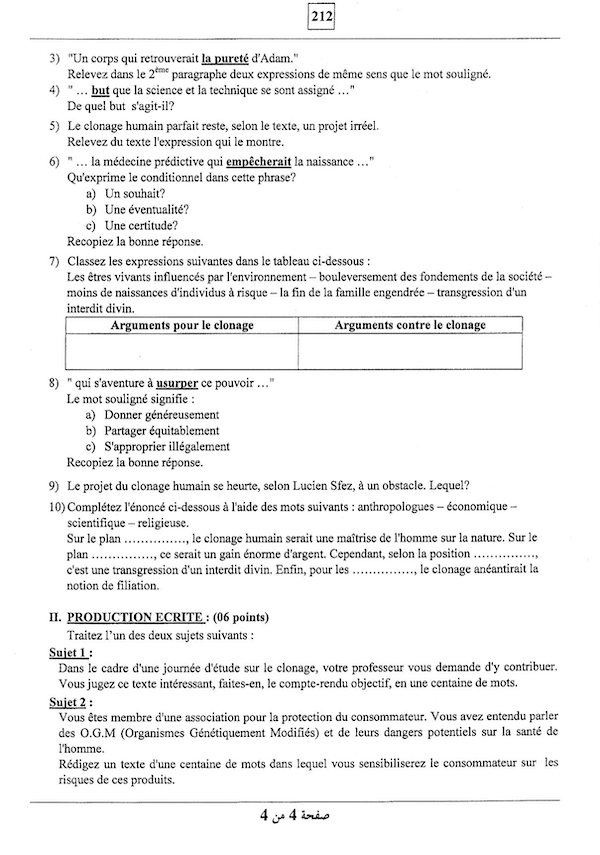 212
3) "Un corps qui retrouverait la pureté d'Adam."
Relevez dans le 2ème paragraphe deux expressions de même sens que le mot souligné.
4) " … but que la science et la technique se sont assigné …"
De quel but s'agit-il?
5) Le clonage humain parfait reste, selon le texte, un projet irréel.
Relevez du texte l'expression qui le montre.
6) " … la médecine prédictive qui empêcherait la naissance …"
Qu'exprime le conditionnel dans cette phrase?
a) Un souhait?
b) Une éventualité?
c) Une certitude?
Recopiez la bonne réponse.
7) Classez les expressions suivantes dans le tableau ci-dessous :
Les êtres vivants influencés par l'environnement – bouleversement des fondements de la société –
moins de naissances d'individus à risque – la fin de la famille engendrée – transgression d'un
interdit divin.
Arguments pour le clonage Arguments contre le clonage
8) " qui s'aventure à usurper ce pouvoir …"
Le mot souligné signifie :
a) Donner généreusement
b) Partager équitablement
c) S'approprier illégalement
Recopiez la bonne réponse.
9) Le projet du clonage humain se heurte, selon Lucien Sfez, à un obstacle. Lequel?
10) Complétez l'énoncé ci-dessous à l'aide des mots suivants : anthropologues – économique –
scientifique – religieuse.
Sur le plan ……………, le clonage humain serait une maîtrise de l'homme sur la nature. Sur le
plan ……………, ce serait un gain énorme d'argent. Cependant, selon la position ……………,
c'est une transgression d'un interdit divin. Enfin, pour les ……………, le clonage anéantirait la
notion de filiation.
II. PRODUCTION ECRITE : (06 points)
Traitez l'un des deux sujets suivants :
Sujet 1 :
Dans le cadre d'une journée d'étude sur le clonage, votre professeur vous demande d'y contribuer.
Vous jugez ce texte intéressant, faites-en, le compte-rendu objectif, en une centaine de mots.
Sujet 2 :
Vous êtes membre d'une association pour la protection du consommateur. Vous avez entendu parler
des O.G.M (Organismes Génétiquement Modifiés) et de leurs dangers potentiels sur la santé de
l'homme.
Rédigez un texte d'une centaine de mots dans lequel vous sensibiliserez le consommateur sur les
risques de ces produits.
صفحة 4 من 4